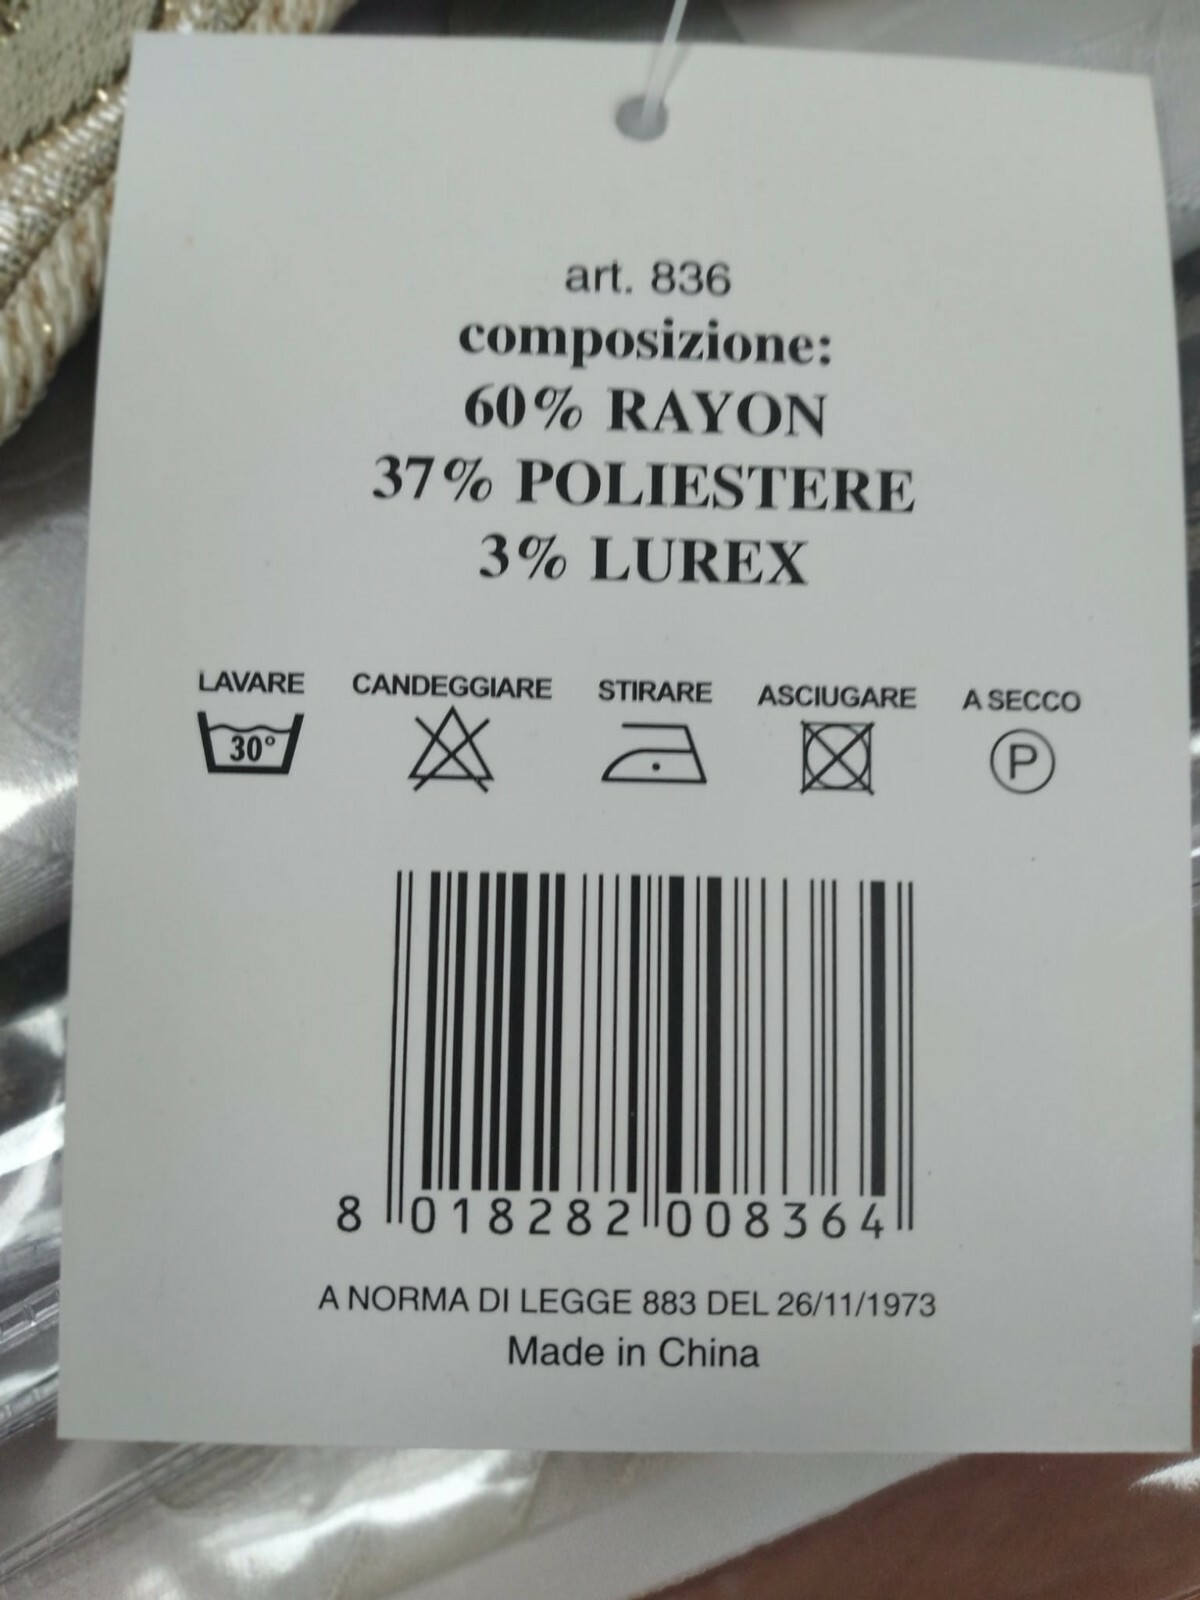 art. 836
composizione:
60% RAYON
37% POLIESTERE
3% LUREX
LAVARE CANDEGGIARE STIRARE ASCIUGARE A SECCO
30° P
8 018282 008364
A NORMA DI LEGGE 883 DEL 26/11/1973
Made in China